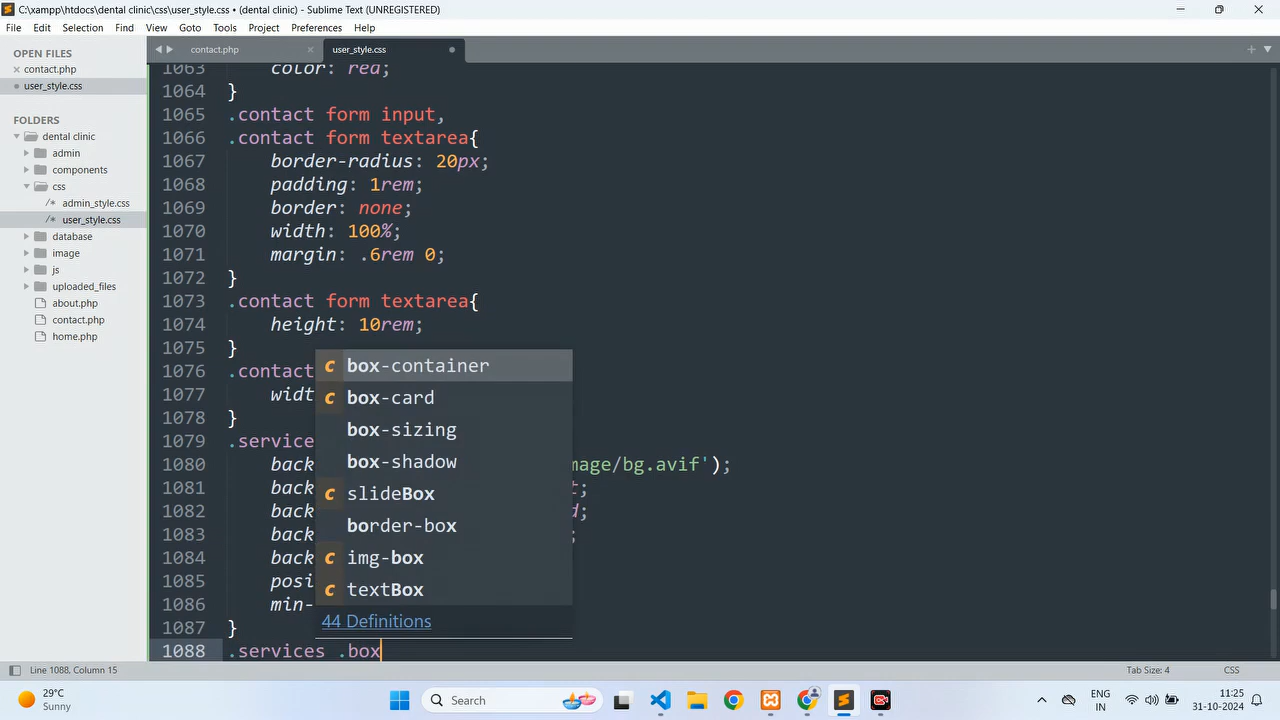 C:\xampp\htdocs\dental clinic\css\user_style.css • (dental clinic) - Sublime Text (UNREGISTERED)
File Edit Selection Find View Goto Tools Project Preferences Help
OPEN FILES
contact.php
user_style.css
FOLDERS
dental clinic
admin
components
css
admin_style.css
user_style.css
database
image
js
uploaded_files
about.php
contact.php
home.php
contact.php
user_style.css
1063 color: red;
1064 }
1065 .contact form input,
1066 .contact form textarea{
1067 border-radius: 20px;
1068 padding: 1rem;
1069 border: none;
1070 width: 100%;
1071 margin: .6rem 0;
1072 }
1073 .contact form textarea{
1074 height: 10rem;
1075 }
1076 .contact
1077 widt
1078 }
1079 .service
1080 back mage/bg.avif');
1081 back t;
1082 back d;
1083 back ;
1084 back
1085 posi
1086 min-
1087 }
1088 .services .box
box-container
box-card
box-sizing
box-shadow
slideBox
border-box
img-box
textBox
44 Definitions
Line 1088, Column 15
Tab Size: 4
CSS
29°C
Sunny
Search
ENG
IN
11:25
31-10-2024